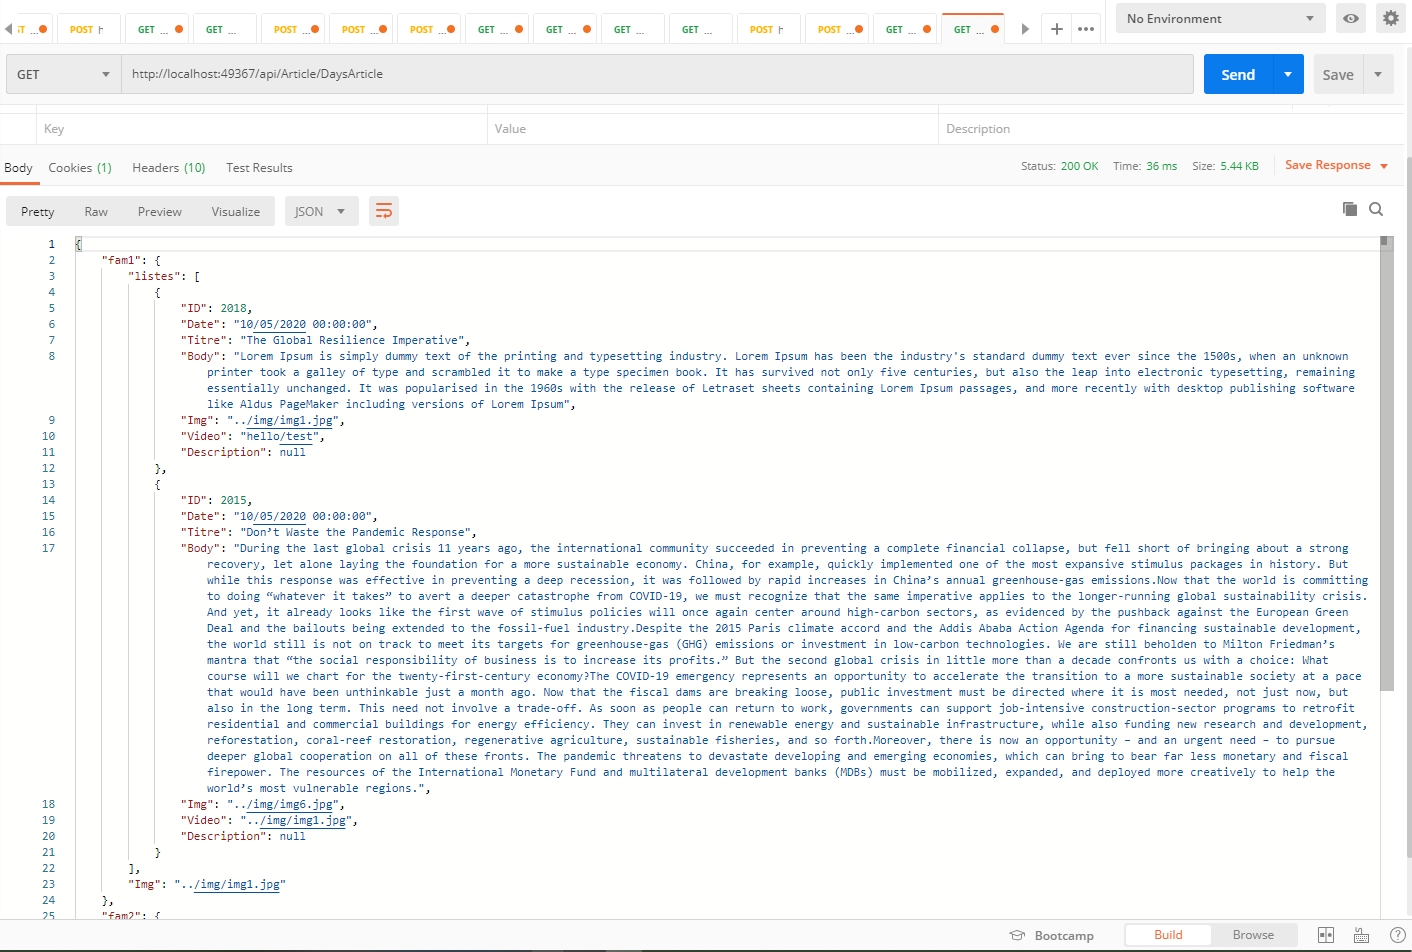 ST ... POST h GET ... GET ... POST ... POST ... POST ... GET ... GET ... GET ... GET ... POST h POST ... GET ... GET ... No Environment
GET http://localhost:49367/api/Article/DaysArticle Send Save
Key Value Description
Body Cookies (1) Headers (10) Test Results Status: 200 OK Time: 36 ms Size: 5.44 KB Save Response
Pretty Raw Preview Visualize JSON
1 {
2 "fam1": {
3 "listes": [
4 {
5 "ID": 2018,
6 "Date": "10/05/2020 00:00:00",
7 "Titre": "The Global Resilience Imperative",
8 "Body": "Lorem Ipsum is simply dummy text of the printing and typesetting industry. Lorem Ipsum has been the industry's standard dummy text ever since the 1500s, when an unknown
printer took a galley of type and scrambled it to make a type specimen book. It has survived not only five centuries, but also the leap into electronic typesetting, remaining
essentially unchanged. It was popularised in the 1960s with the release of Letraset sheets containing Lorem Ipsum passages, and more recently with desktop publishing software
like Aldus PageMaker including versions of Lorem Ipsum",
9 "Img": "../img/img1.jpg",
10 "Video": "hello/test",
11 "Description": null
12 },
13 {
14 "ID": 2015,
15 "Date": "10/05/2020 00:00:00",
16 "Titre": "Don’t Waste the Pandemic Response",
17 "Body": "During the last global crisis 11 years ago, the international community succeeded in preventing a complete financial collapse, but fell short of bringing about a strong
recovery, let alone laying the foundation for a more sustainable economy. China, for example, quickly implemented one of the most expensive stimulus packages in history. But
while this response was effective in preventing a deep recession, it was followed by rapid increases in China’s annual greenhouse-gas emissions.Now that the world is committing
to doing “whatever it takes” to avert a deeper catastrophe from COVID-19, we must recognize that the same imperative applies to the longer-running global sustainability crisis.
And yet, it already looks like the first wave of stimulus policies will once again center around high-carbon sectors, as evidenced by the pushback against the European Green
Deal and the bailouts being extended to the fossil-fuel industry.Despite the 2015 Paris climate accord and the Addis Ababa Action Agenda for financing sustainable development,
the world still is not on track to meet its targets for greenhouse-gas (GHG) emissions or investment in low-carbon technologies. We are still beholden to Milton Friedman’s
mantra that “the social responsibility of business is to increase its profits.” But the second global crisis in little more than a decade confronts us with a choice: What
course will we chart for the twenty-first-century economy?The COVID-19 emergency represents an opportunity to accelerate the transition to a more sustainable society at a pace
that would have been unthinkable just a month ago. Now that the fiscal dams are breaking loose, public investment must be directed where it is most needed, not just now, but
also in the long term. This need not involve a trade-off. As soon as people can return to work, governments can support job-intensive construction-sector programs to retrofit
residential and commercial buildings for energy efficiency. They can invest in renewable energy and sustainable infrastructure, while also funding new research and development,
reforestation, coral-reef restoration, regenerative agriculture, sustainable fisheries, and so forth.Moreover, there is now an opportunity – and an urgent need – to pursue
deeper global cooperation on all of these fronts. The pandemic threatens to devastate developing and emerging economies, which can bring to bear far less monetary and fiscal
firepower. The resources of the International Monetary Fund and multilateral development banks (MDBs) must be mobilized, expanded, and deployed more creatively to help the
world’s most vulnerable regions.",
18 "Img": "../img/img6.jpg",
19 "Video": "../img/img1.jpg",
20 "Description": null
21 }
22 ],
23 "Img": "../img/img1.jpg"
24 },
25 "fam2": {
Bootcamp Build Browse